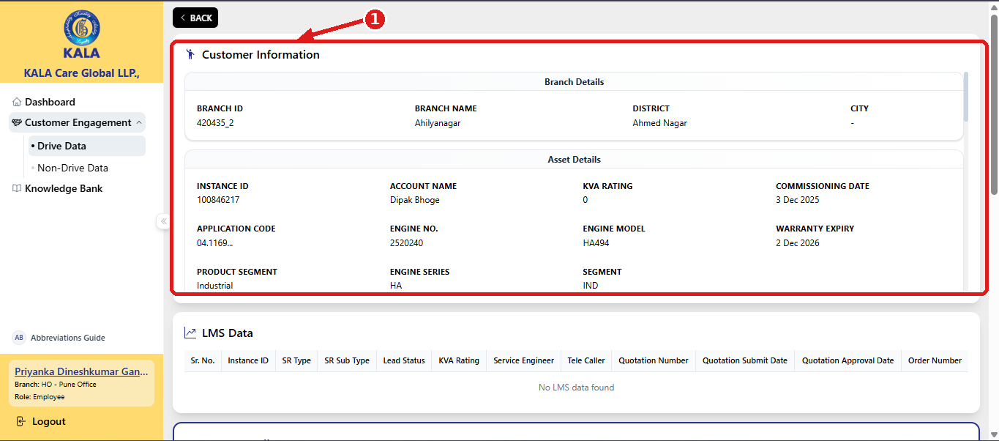 KALA
KALA Care Global LLP.,
Dashboard
Customer Engagement
Drive Data
Non-Drive Data
Knowledge Bank
AB Abbreviations Guide
Priyanka Dineshkumar Gan...
Branch: HO - Pune Office
Role: Employee
Logout
BACK
1
Customer Information
Branch Details
BRANCH ID BRANCH NAME DISTRICT CITY
420435_2 Ahilyanagar Ahmed Nagar -
Asset Details
INSTANCE ID ACCOUNT NAME KVA RATING COMMISSIONING DATE
100846217 Dipak Bhoge 0 3 Dec 2025
APPLICATION CODE ENGINE NO. ENGINE MODEL WARRANTY EXPIRY
04.1169... 2520240 HA494 2 Dec 2026
PRODUCT SEGMENT ENGINE SERIES SEGMENT
Industrial HA IND
LMS Data
Sr. No. Instance ID SR Type SR Sub Type Lead Status KVA Rating Service Engineer Tele Caller Quotation Number Quotation Submit Date Quotation Approval Date Order Number
No LMS data found